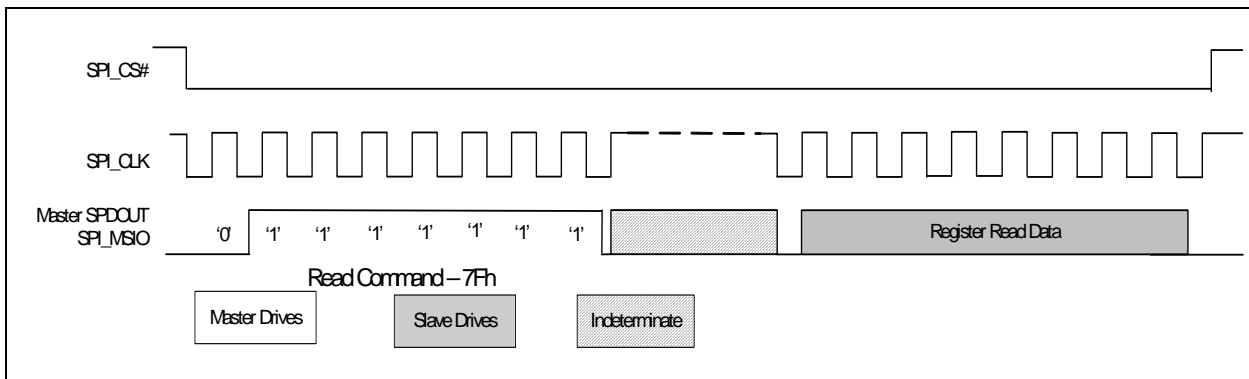 SPI_CS#
SPI_CLK
Master SPDOUT
SPI_MSIO
‘0’ ‘1’ ‘1’ ‘1’ ‘1’ ‘1’ ‘1’ ‘1’
Register Read Data
Read Command – 7Fh
Master Drives
Slave Drives
Indeterminate